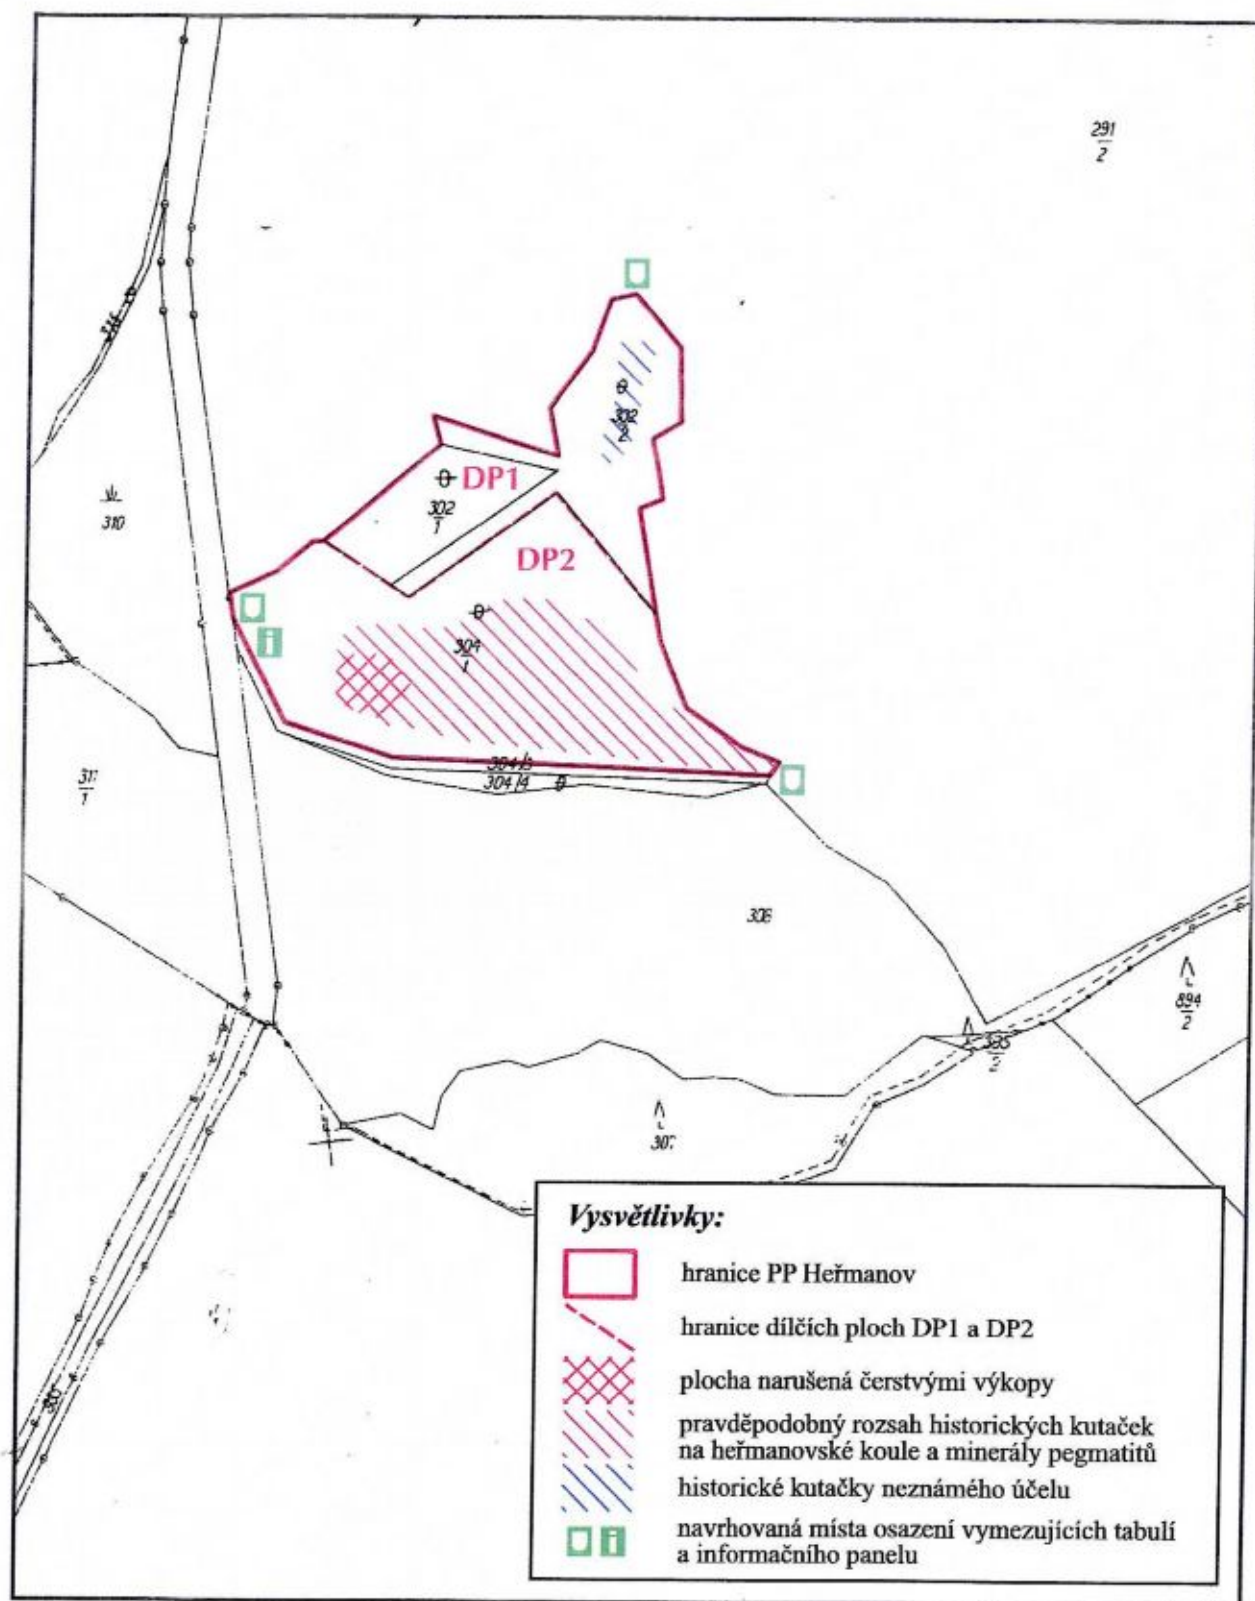 291
2
302
2
DP1
302
1
310
DP2
304
1
304/3
304/4
311
1
308
894
2
2
307
Vysvětlivky:
hranice PP Heřmanov
hranice dílčích ploch DP1 a DP2
plocha narušená čerstvými výkopy
pravděpodobný rozsah historických kutaček
na heřmanovské koule a minerály pegmatitů
historické kutačky neznámého účelu
navrhovaná místa osazení vymezujících tabulí
a informačního panelu